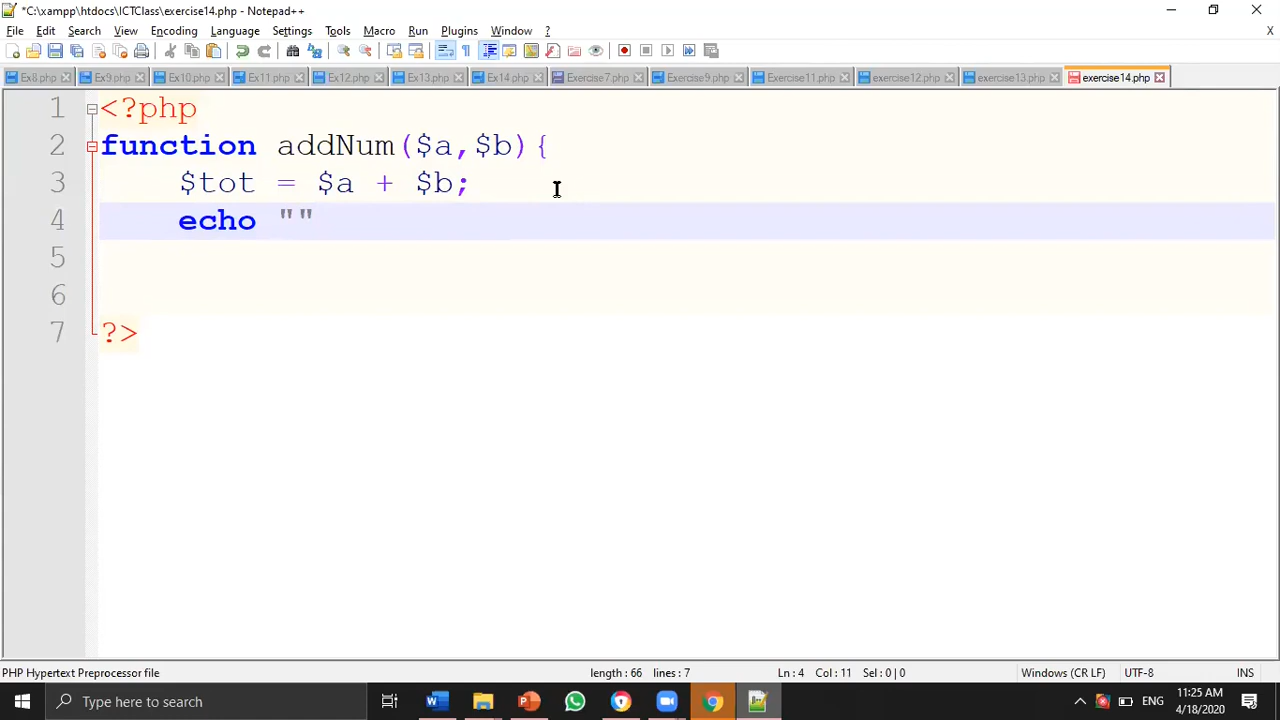 *C:\xampp\htdocs\ICTClass\exercise14.php - Notepad++
File Edit Search View Encoding Language Settings Tools Macro Run Plugins Window ? X
Ex8.php Ex9.php Ex10.php Ex11.php Ex12.php Ex13.php Ex14.php Exercise7.php Exercise9.php Exercise11.php exercise12.php exercise13.php exercise14.php
1 <?php
2 function addNum($a,$b){
3 $tot = $a + $b;
4 echo ""
5
6
7 ?>
PHP Hypertext Preprocessor file length : 66 lines : 7 Ln : 4 Col : 11 Sel : 0 | 0 Windows (CR LF) UTF-8 INS
Type here to search ENG 11:25 AM
4/18/2020